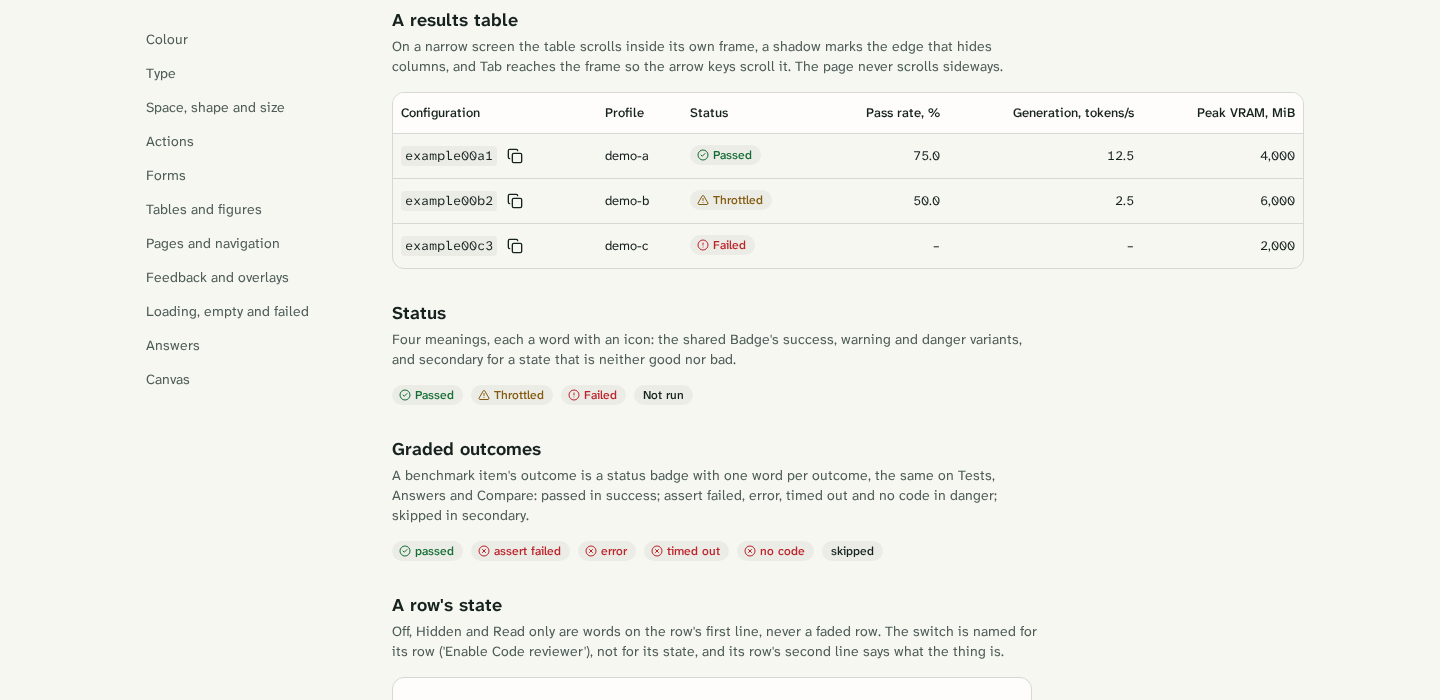 Colour
Type
Space, shape and size
Actions
Forms
Tables and figures
Pages and navigation
Feedback and overlays
Loading, empty and failed
Answers
Canvas
A results table
On a narrow screen the table scrolls inside its own frame, a shadow marks the edge that hides
columns, and Tab reaches the frame so the arrow keys scroll it. The page never scrolls sideways.
Configuration Profile Status Pass rate, % Generation, tokens/s Peak VRAM, MiB
example00a1 demo-a Passed 75.0 12.5 4,000
example00b2 demo-b Throttled 50.0 2.5 6,000
example00c3 demo-c Failed – – 2,000
Status
Four meanings, each a word with an icon: the shared Badge's success, warning and danger variants,
and secondary for a state that is neither good nor bad.
Passed Throttled Failed Not run
Graded outcomes
A benchmark item's outcome is a status badge with one word per outcome, the same on Tests,
Answers and Compare: passed in success; assert failed, error, timed out and no code in danger;
skipped in secondary.
passed assert failed error timed out no code skipped
A row's state
Off, Hidden and Read only are words on the row's first line, never a faded row. The switch is named for
its row ('Enable Code reviewer'), not for its state, and its row's second line says what the thing is.